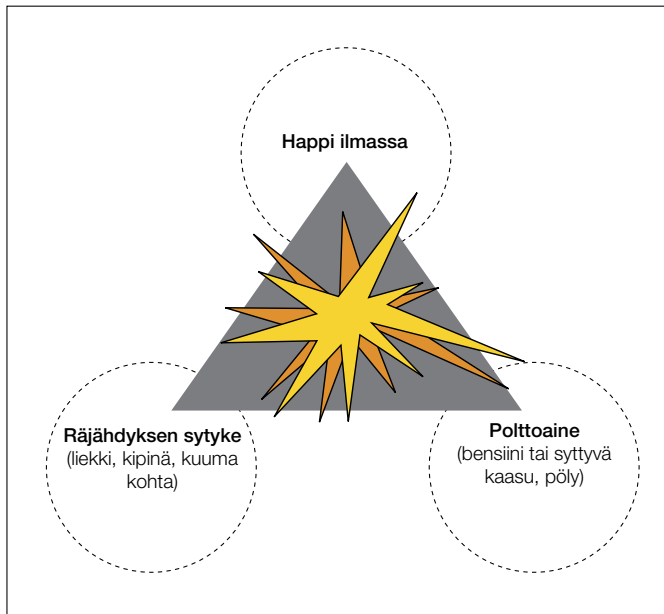 Happi ilmassa
Räjähdyksen sytyke
(liekki, kipinä, kuuma
kohta)
Polttoaine
(bensiini tai syttyvä
kaasu, pöly)